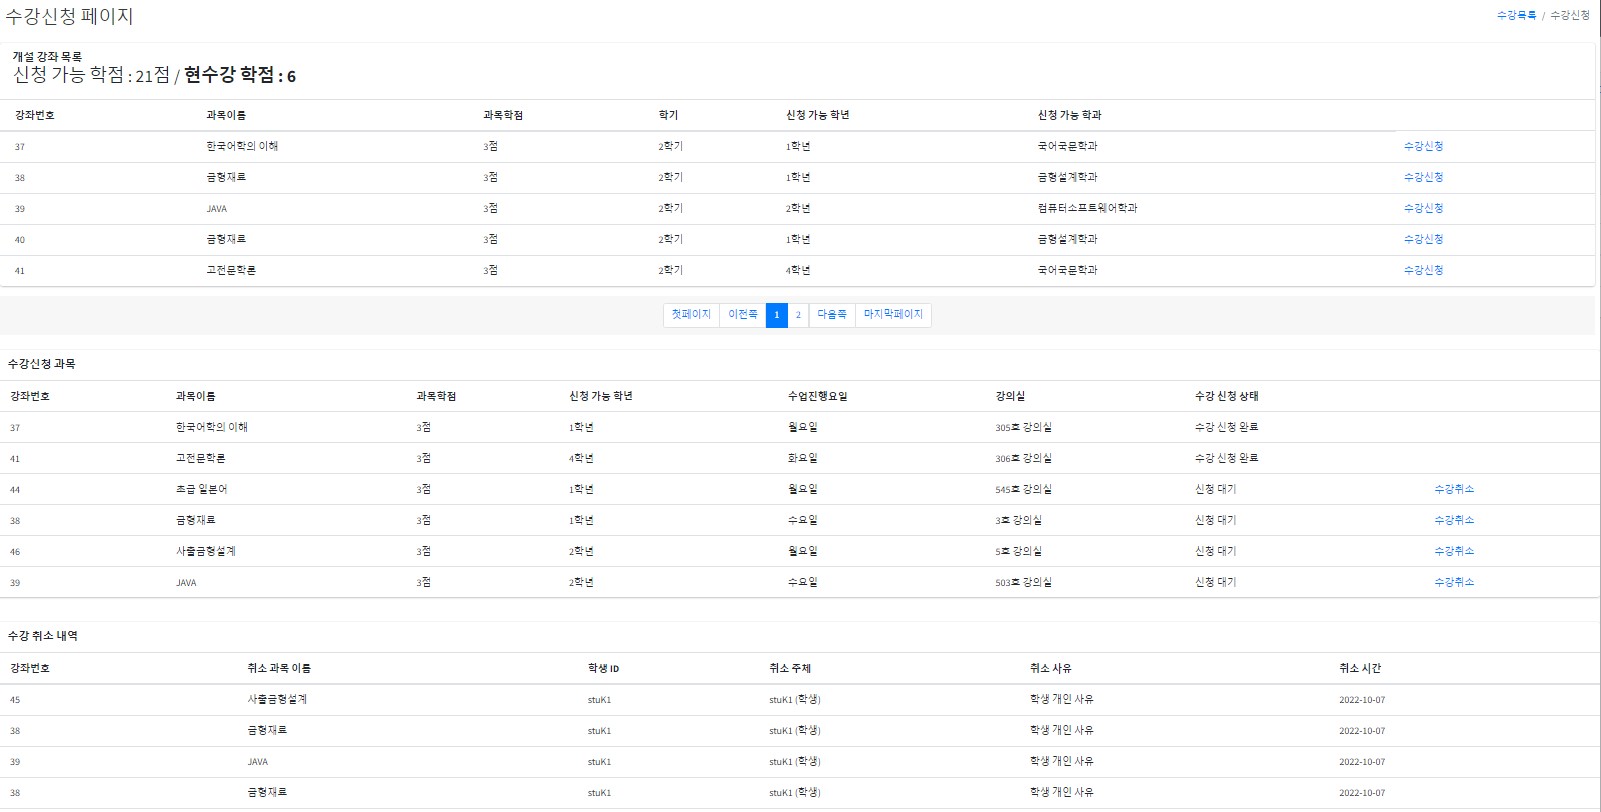 수강신청 페이지
수강목록 / 수강신청
개설 강좌 목록
신청 가능 학점 : 21점 / 현수강 학점 : 6
강좌번호 과목이름 과목학점 학기 신청 가능 학년 신청 가능 학과
37 한국어학의 이해 3점 2학기 1학년 국어국문학과 수강신청
38 금형재료 3점 2학기 1학년 금형설계학과 수강신청
39 JAVA 3점 2학기 2학년 컴퓨터소프트웨어학과 수강신청
40 금형재료 3점 2학기 1학년 금형설계학과 수강신청
41 고전문학론 3점 2학기 4학년 국어국문학과 수강신청
첫페이지 이전쪽 1 2 다음쪽 마지막페이지
수강신청 과목
강좌번호 과목이름 과목학점 신청 가능 학년 수업진행요일 강의실 수강 신청 상태
37 한국어학의 이해 3점 1학년 월요일 305호 강의실 수강 신청 완료
41 고전문학론 3점 4학년 화요일 306호 강의실 수강 신청 완료
44 초급 일본어 3점 1학년 월요일 545호 강의실 신청 대기 수강취소
38 금형재료 3점 1학년 수요일 3호 강의실 신청 대기 수강취소
46 사출금형설계 3점 2학년 월요일 5호 강의실 신청 대기 수강취소
39 JAVA 3점 2학년 수요일 503호 강의실 신청 대기 수강취소
수강 취소 내역
강좌번호 취소 과목 이름 학생 ID 취소 주체 취소 사유 취소 시간
45 사출금형설계 stuK1 stuK1 (학생) 학생 개인 사유 2022-10-07
38 금형재료 stuK1 stuK1 (학생) 학생 개인 사유 2022-10-07
39 JAVA stuK1 stuK1 (학생) 학생 개인 사유 2022-10-07
38 금형재료 stuK1 stuK1 (학생) 학생 개인 사유 2022-10-07